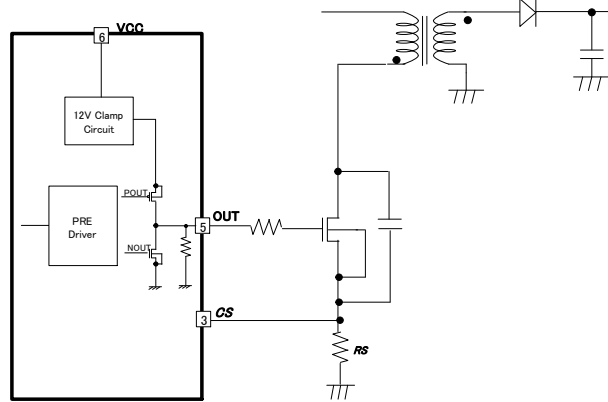 VCC
6
12V Clamp
Circuit
POUT
PRE
Driver
OUT
5
NOUT
CS
3
RS